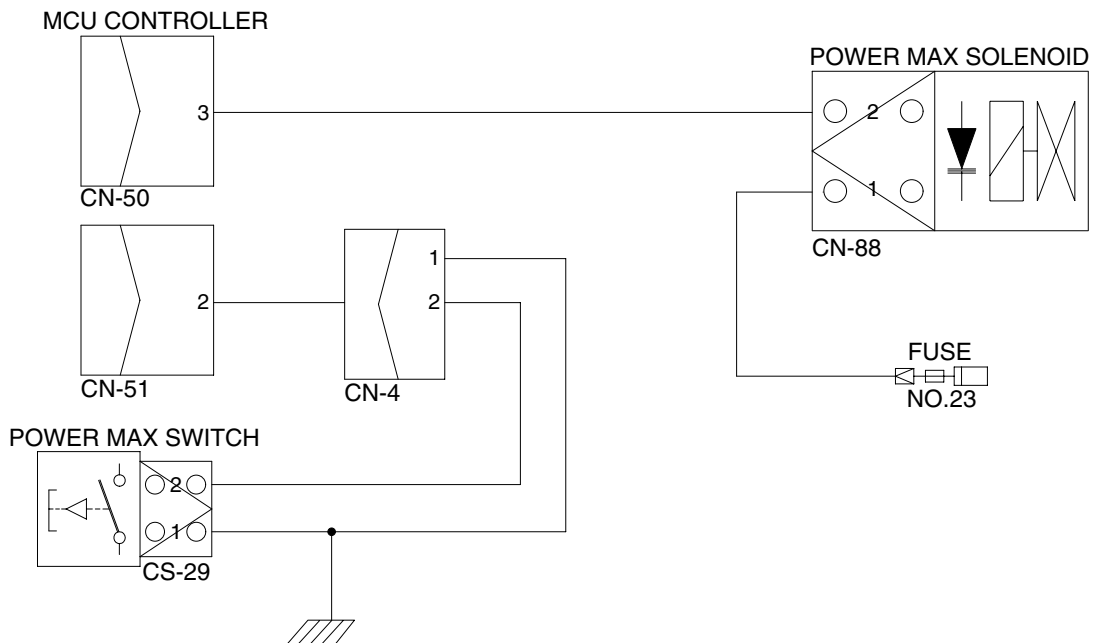 MCU CONTROLLER
3
CN-50
POWER MAX SOLENOID
2
1
CN-88
2
CN-51
1
2
CN-4
FUSE
NO.23
POWER MAX SWITCH
2
1
CS-29